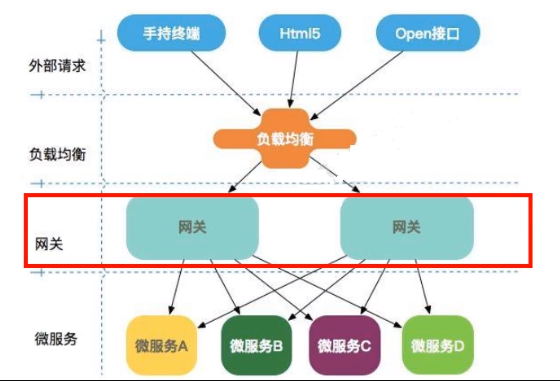 手持终端
Html5
Open接口
外部请求
负载均衡
负载均衡
网关
网关
网关
微服务
微服务A
微服务B
微服务C
微服务D